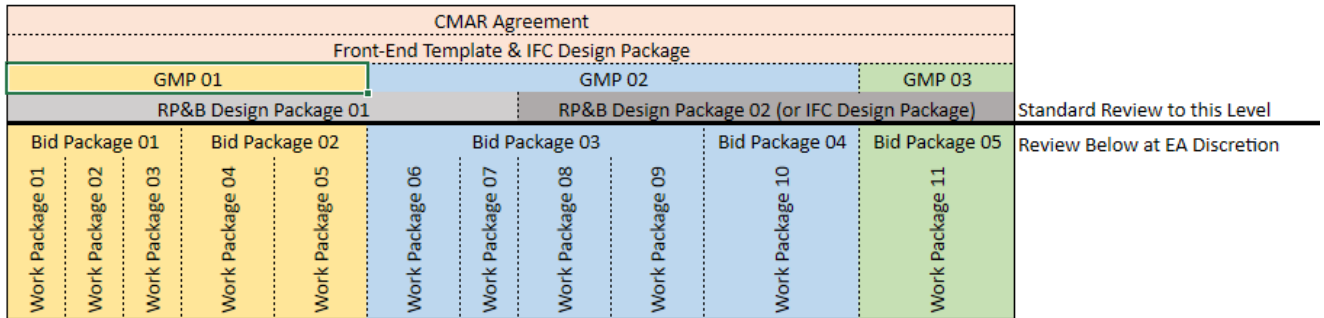 CMAR Agreement
Front-End Template & IFC Design Package
GMP 01 GMP 02 GMP 03
RP&B Design Package 01 RP&B Design Package 02 (or IFC Design Package) Standard Review to this Level
Bid Package 01 Bid Package 02 Bid Package 03 Bid Package 04 Bid Package 05 Review Below at EA Discretion
Work Package 01
Work Package 02
Work Package 03
Work Package 04
Work Package 05
Work Package 06
Work Package 07
Work Package 08
Work Package 09
Work Package 10
Work Package 11